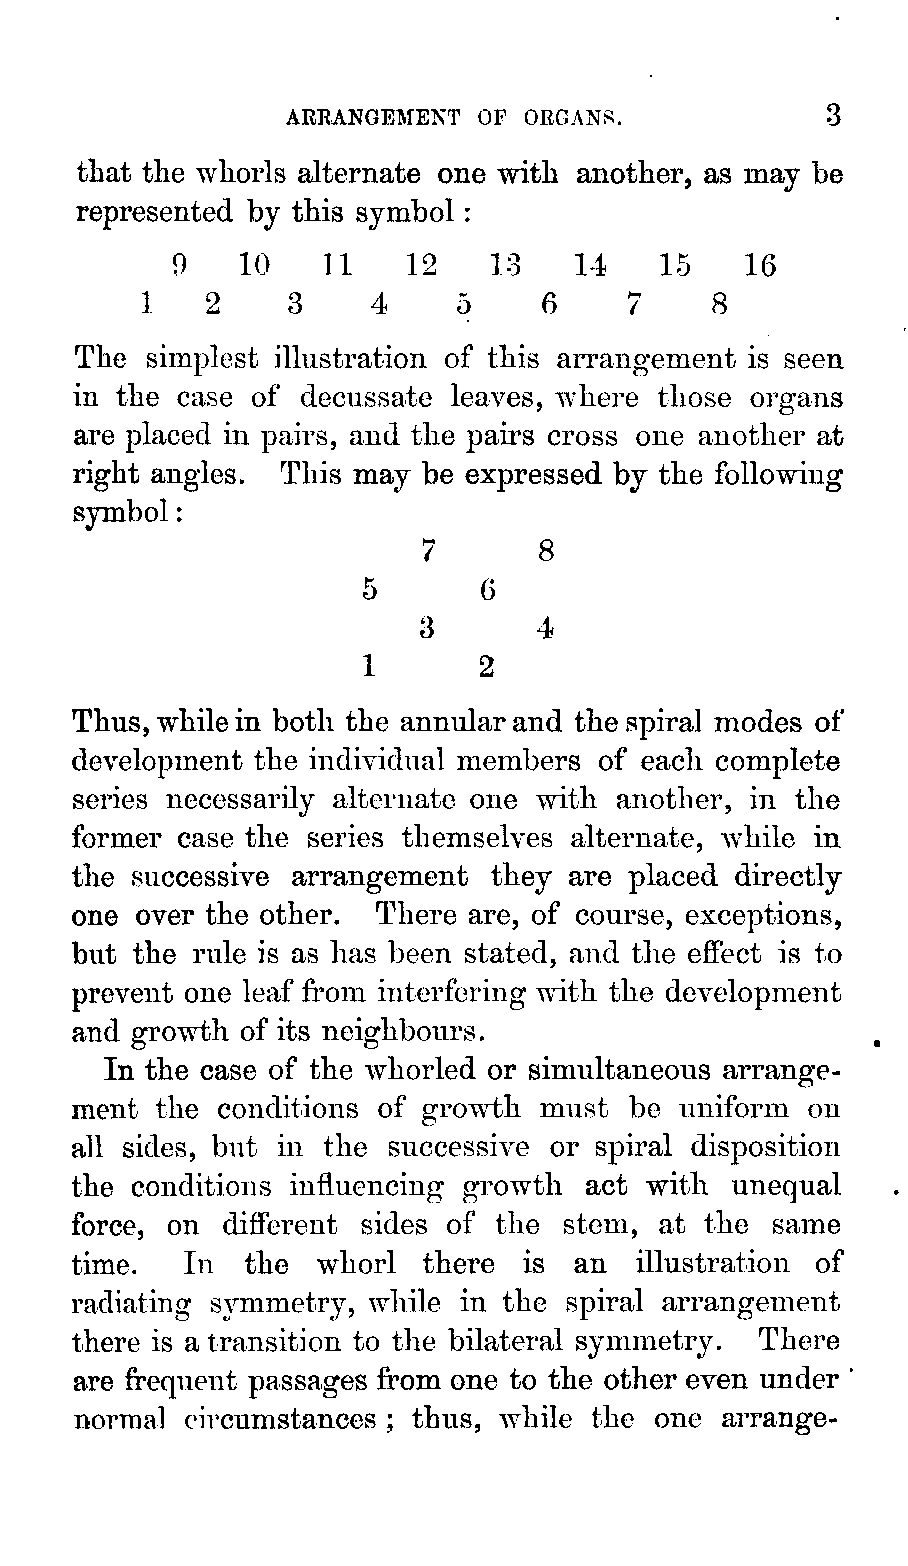 ARRANGEMENT OF ORGANS. 3
that the whorls alternate one with another, as may be
represented by this symbol :
9 10 11 12 13 14 15 16
1 2 3 4 5 6 7 8
The simplest illustration of this arrangement is seen
in the case of decussate leaves, where those organs
are placed in pairs, and the pairs cross one another at
right angles. This may be expressed by the following
symbol :
7 8
5 6
3 4
1 2
Thus, while in both the annular and the spiral modes of
development the individual members of each complete
series necessarily alternate one with another, in the
former case the series themselves alternate, while in
the successive arrangement they are placed directly
one over the other. There are, of course, exceptions,
but the rule is as has been stated, and the effect is to
prevent one leaf from interfering with the development
and growth of its neighbours.
In the case of the whorled or simultaneous arrange-
ment the conditions of growth must be uniform on
all sides, but in the successive or spiral disposition
the conditions influencing growth act with unequal
force, on different sides of the stem, at the same
time. In the whorl there is an illustration of
radiating symmetry, while in the spiral arrangement
there is a transition to the bilateral symmetry. There
are frequent passages from one to the other even under
normal circumstances ; thus, while the one arrange-